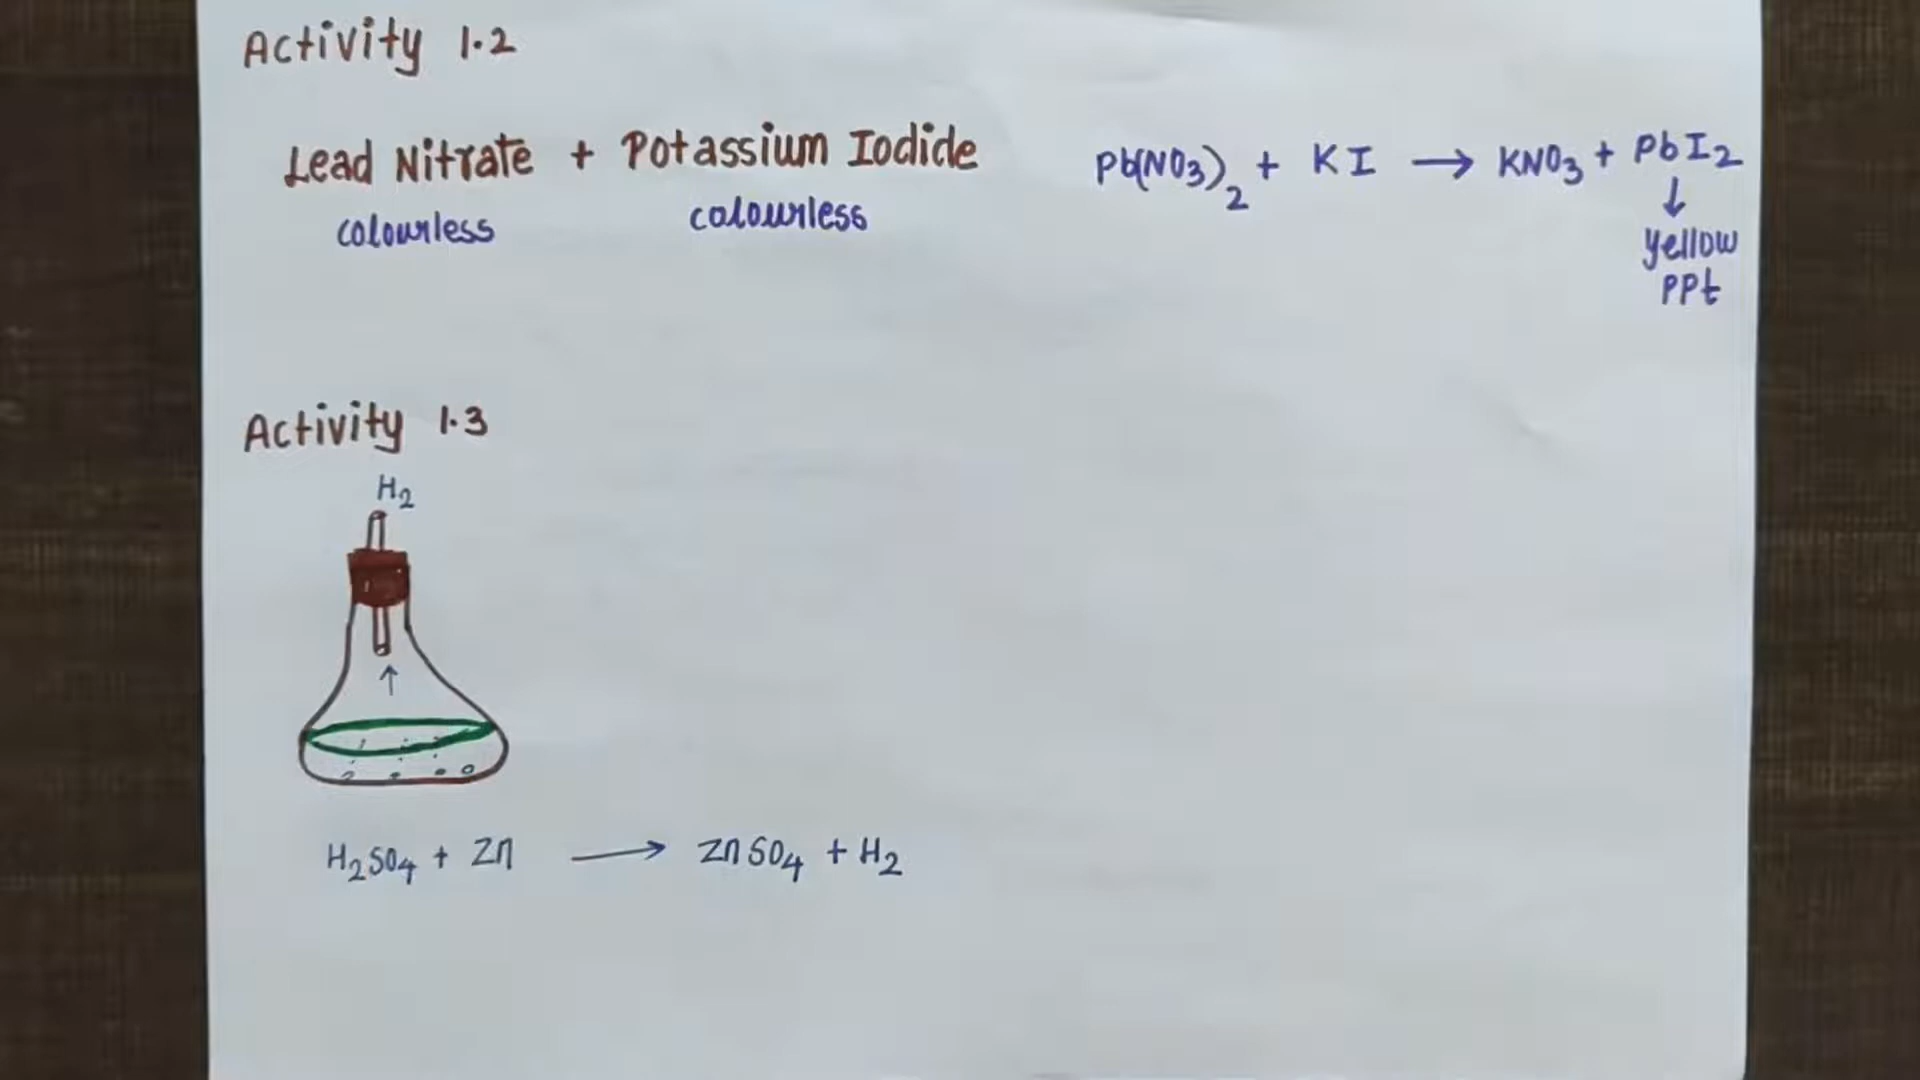 Activity 1.2
Lead Nitrate + Potassium Iodide
colourless colourless
Pb(NO3)2 + KI → KNO3 + PbI2
↓
yellow
PPt
Activity 1.3
H2
↑
H2SO4 + Zn → ZnSO4 + H2